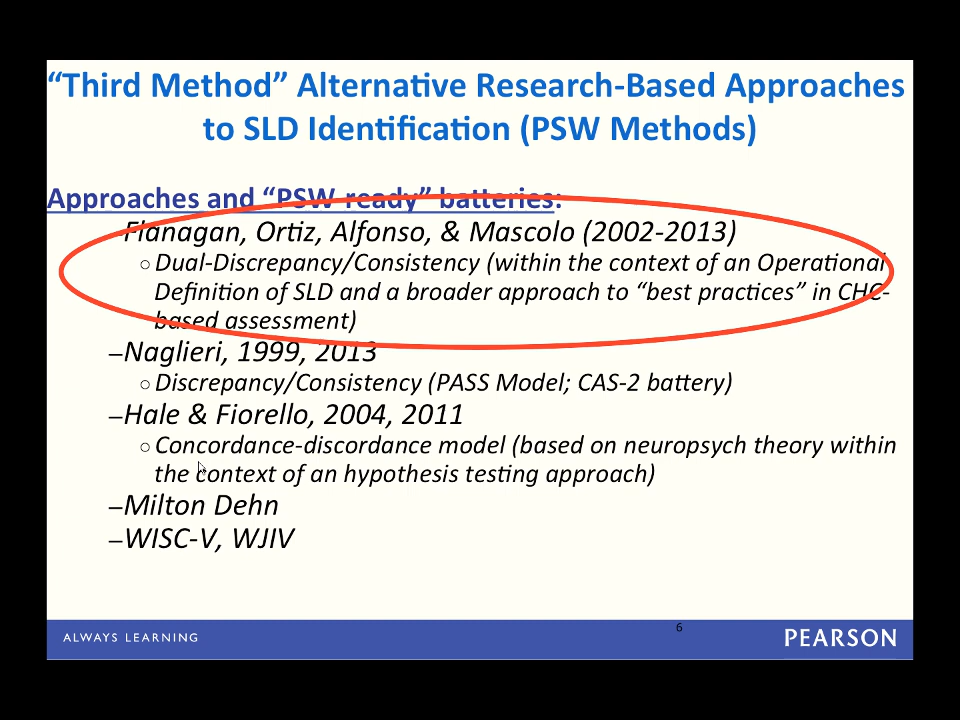 “Third Method” Alternative Research-Based Approaches
to SLD Identification (PSW Methods)
Approaches and “PSW-ready” batteries:
–Flanagan, Ortiz, Alfonso, & Mascolo (2002-2013)
○ Dual-Discrepancy/Consistency (within the context of an Operational
Definition of SLD and a broader approach to “best practices” in CHC-
based assessment)
–Naglieri, 1999, 2013
○ Discrepancy/Consistency (PASS Model; CAS-2 battery)
–Hale & Fiorello, 2004, 2011
○ Concordance-discordance model (based on neuropsych theory within
the context of an hypothesis testing approach)
–Milton Dehn
–WISC-V, WJIV
6
ALWAYS LEARNING
PEARSON